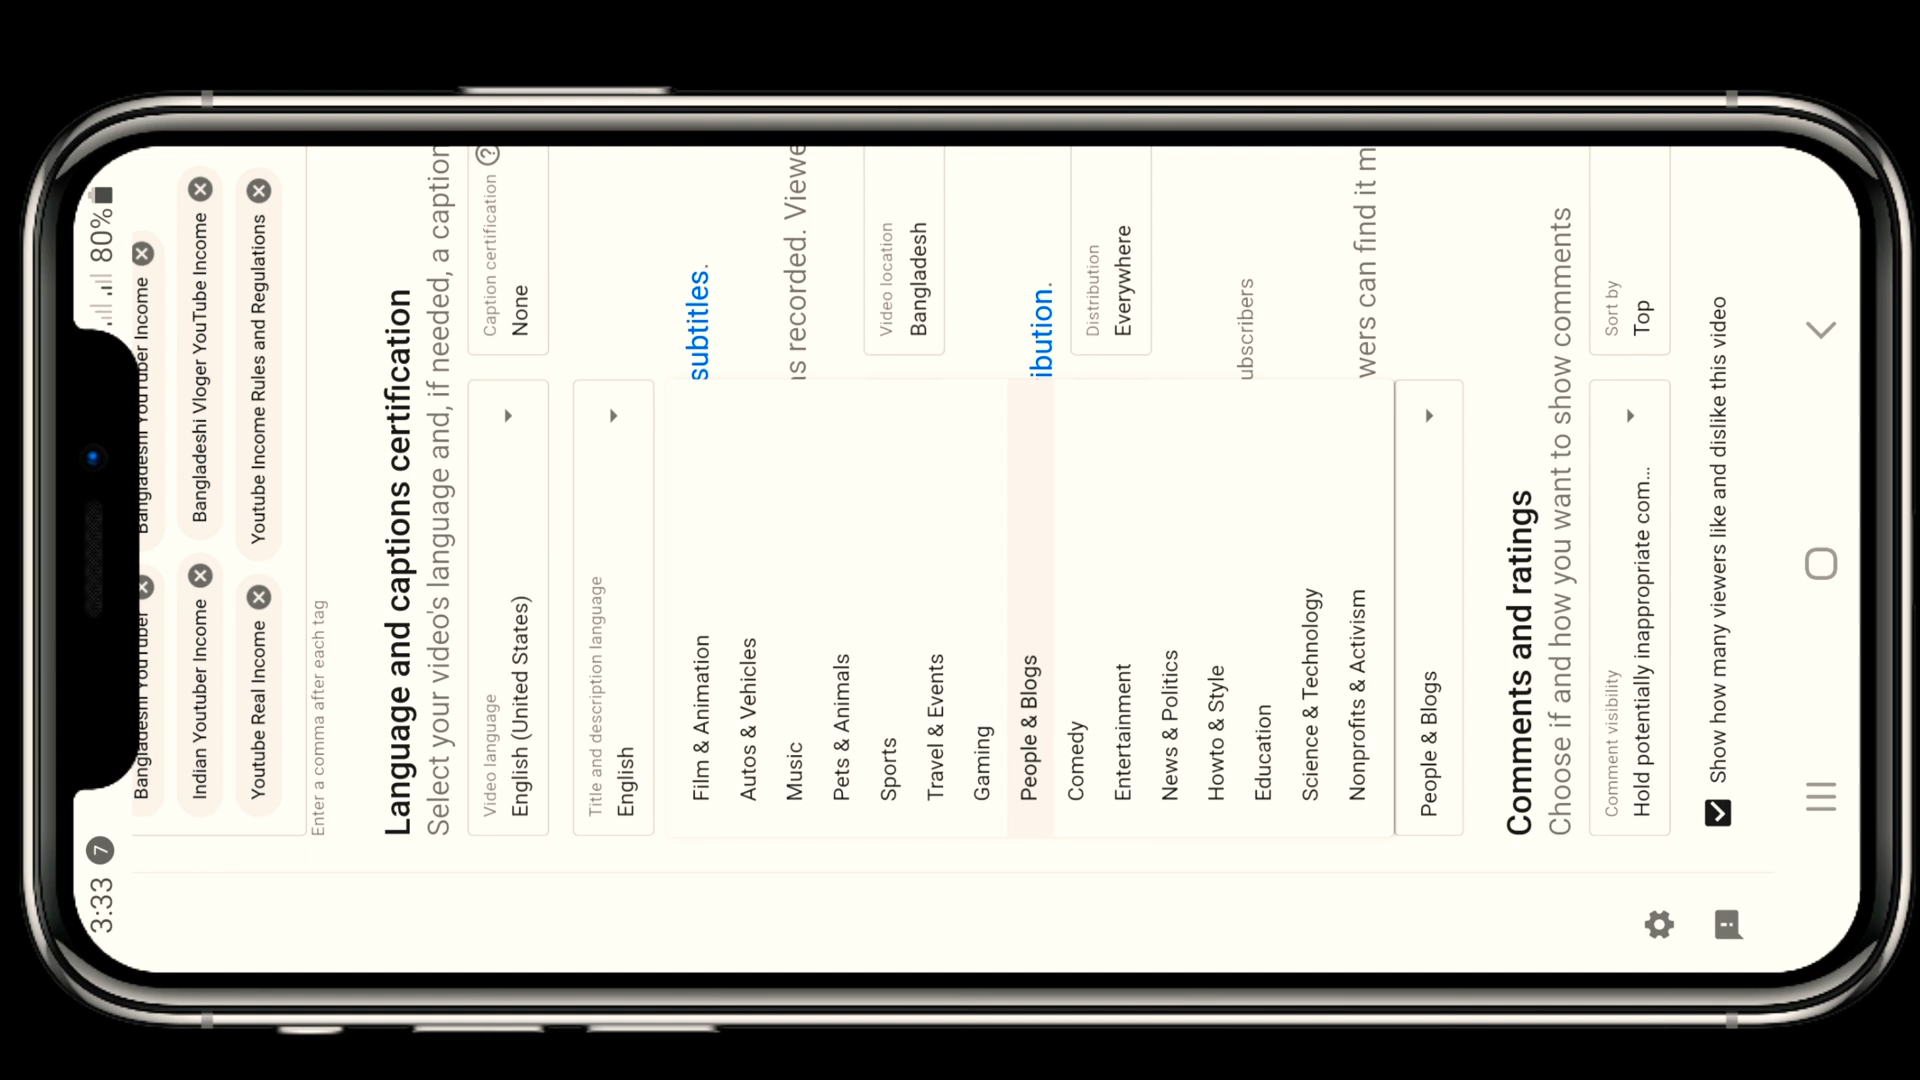 3:33 7 80%
Bangladeshi YouTuber Bangladeshi YouTuber Income
Indian Youtuber Income Bangladeshi Vloger YouTube Income
Youtube Real Income Youtube Income Rules and Regulations
Enter a comma after each tag
Language and captions certification
Select your video's language and, if needed, a caption
Video language Caption certification ?
English (United States) None
Title and description language
English
subtitles.
Film & Animation
Autos & Vehicles
as recorded. Viewe
Music
Pets & Animals
Video location
Sports Bangladesh
Travel & Events
Gaming
ibution.
People & Blogs
Comedy
Distribution
Entertainment Everywhere
News & Politics
Howto & Style
ubscribers
Education
Science & Technology
Nonprofits & Activism
wers can find it m
People & Blogs
Comments and ratings
Choose if and how you want to show comments
Comment visibility Sort by
Hold potentially inappropriate com... Top
Show how many viewers like and dislike this video